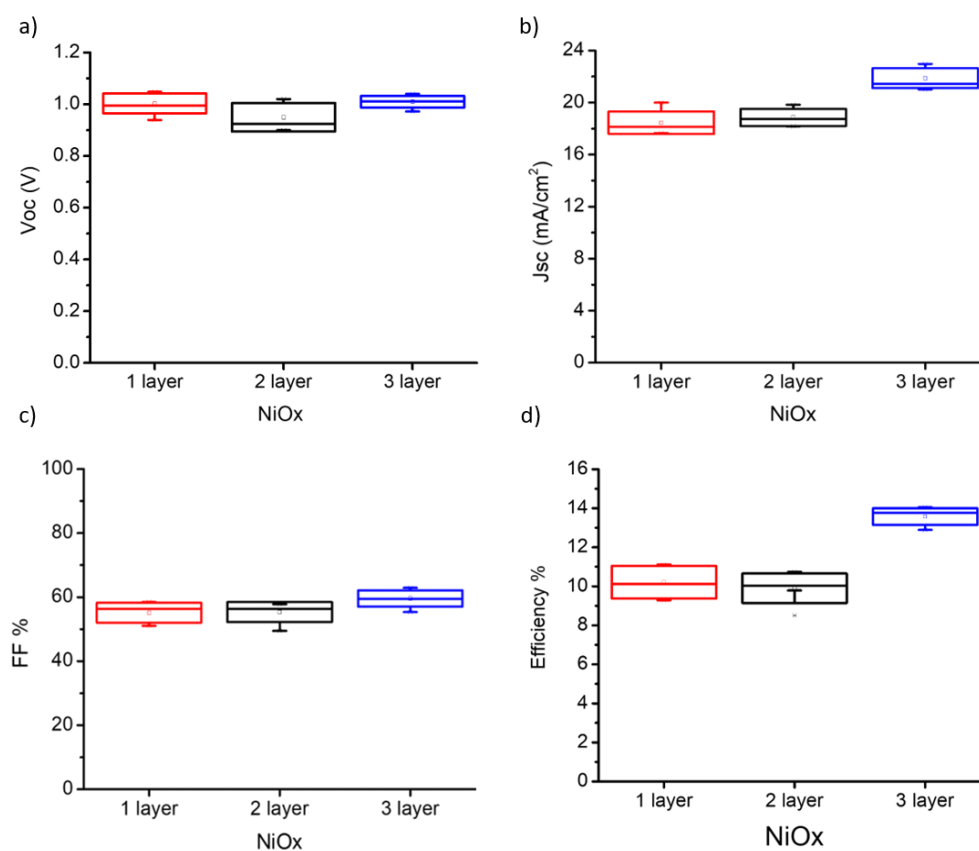 a)
1.2
1.0
0.8
0.6
0.4
0.2
0.0
Voc (V)
1 layer 2 layer 3 layer
NiOx
b)
24
20
16
12
8
4
0
Jsc (mA/cm²)
1 layer 2 layer 3 layer
NiOx
c)
100
80
60
40
20
0
FF %
1 layer 2 layer 3 layer
NiOx
d)
16
14
12
10
8
6
4
2
0
Efficiency %
1 layer 2 layer 3 layer
NiOx